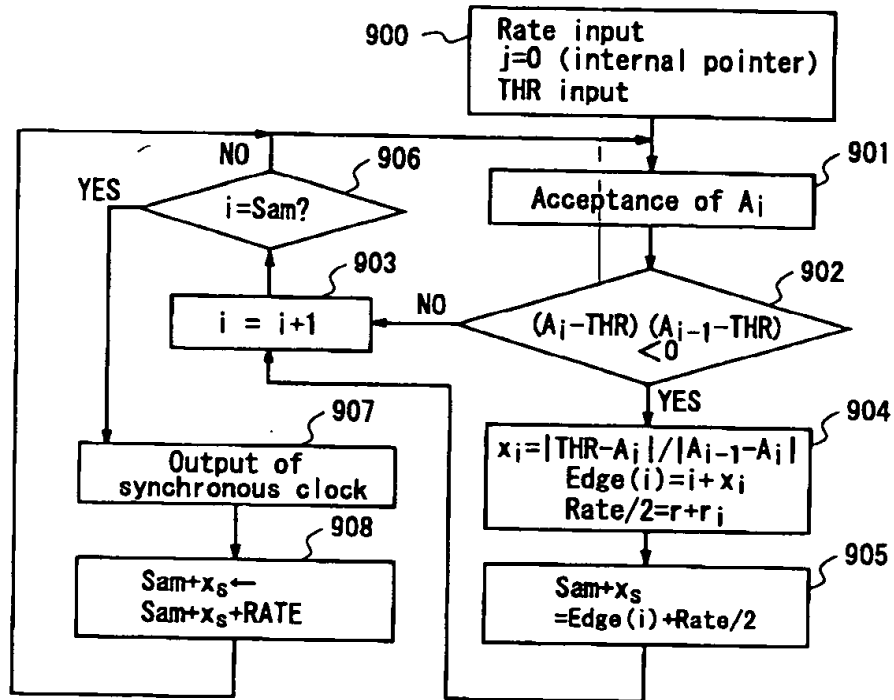 900
Rate input
j=0 (internal pointer)
THR input
901
Acceptance of Ai
902
(Ai-THR) (Ai-1-THR)
<0
NO
YES
903
i = i+1
906
i=Sam?
NO
YES
904
xi=|THR-Ai|/|Ai-1-Ai|
Edge(i)=i+xi
Rate/2=r+ri
905
Sam+xs
=Edge(i)+Rate/2
907
Output of
synchronous clock
908
Sam+xs←
Sam+xs+RATE